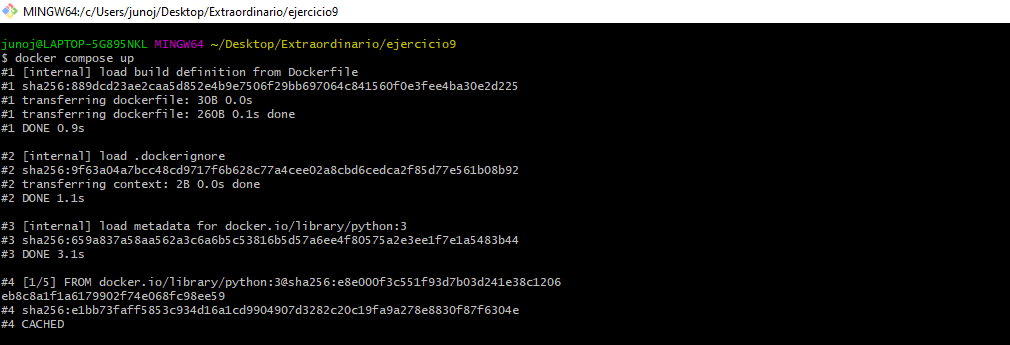 MINGW64:/c/Users/junoj/Desktop/Extraordinario/ejercicio9
junoj@LAPTOP-5G895NKL MINGW64 ~/Desktop/Extraordinario/ejercicio9
$ docker compose up
#1 [internal] load build definition from Dockerfile
#1 sha256:889dcd23ae2caa5d852e4b9e7506f29bb697064c841560f0e3fee4ba30e2d225
#1 transferring dockerfile: 30B 0.0s
#1 transferring dockerfile: 260B 0.1s done
#1 DONE 0.9s
#2 [internal] load .dockerignore
#2 sha256:9f63a04a7bcc48cd9717f6b628c77a4cee02a8cbd6cedca2f85d77e561b08b92
#2 transferring context: 2B 0.0s done
#2 DONE 1.1s
#3 [internal] load metadata for docker.io/library/python:3
#3 sha256:659a837a58aa562a3c6a6b5c53816b5d57a6ee4f80575a2e3ee1f7e1a5483b44
#3 DONE 3.1s
#4 [1/5] FROM docker.io/library/python:3@sha256:e8e000f3c551f93d7b03d241e38c1206
eb8c8a1f1a6179902f74e068fc98ee59
#4 sha256:e1bb73faff5853c934d16a1cd9904907d3282c20c19fa9a278e8830f87f6304e
#4 CACHED